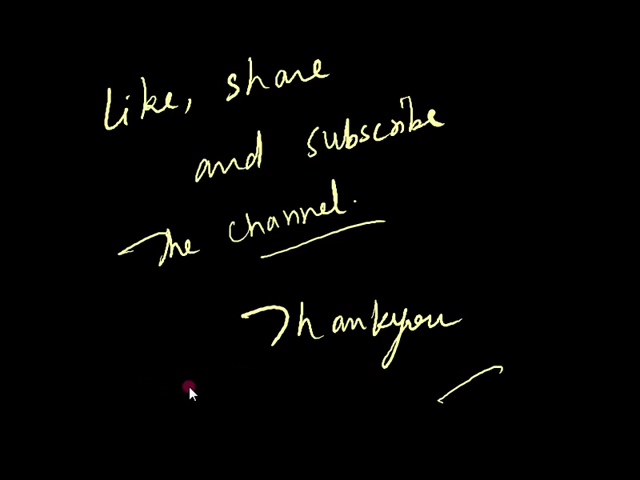 Like, share
and subscribe
The channel.
Thankyou